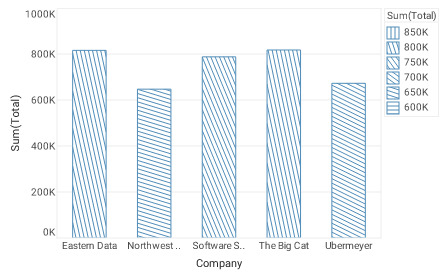 Sum(Total)
1000K
800K
600K
400K
200K
0K
Sum(Total)
850K
800K
750K
700K
650K
600K
Eastern Data
Northwest ..
Software S..
The Big Cat
Ubermeyer
Company